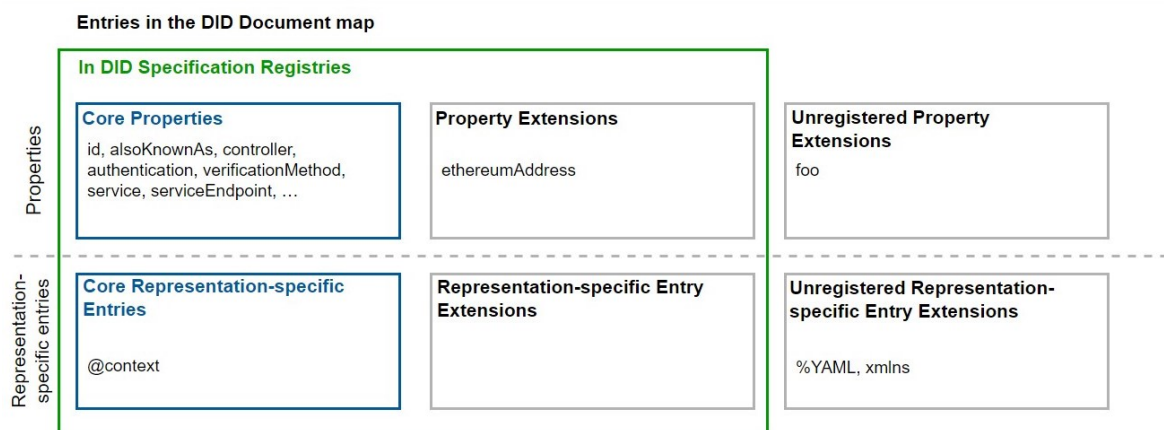 Entries in the DID Document map
In DID Specification Registries
Properties
Core Properties
id, alsoKnownAs, controller,
authentication, verificationMethod,
service, serviceEndpoint, …
Property Extensions
ethereumAddress
Unregistered Property
Extensions
foo
Representation-
specific entries
Core Representation-specific
Entries
@context
Representation-specific Entry
Extensions
Unregistered Representation-
specific Entry Extensions
%YAML, xmlns